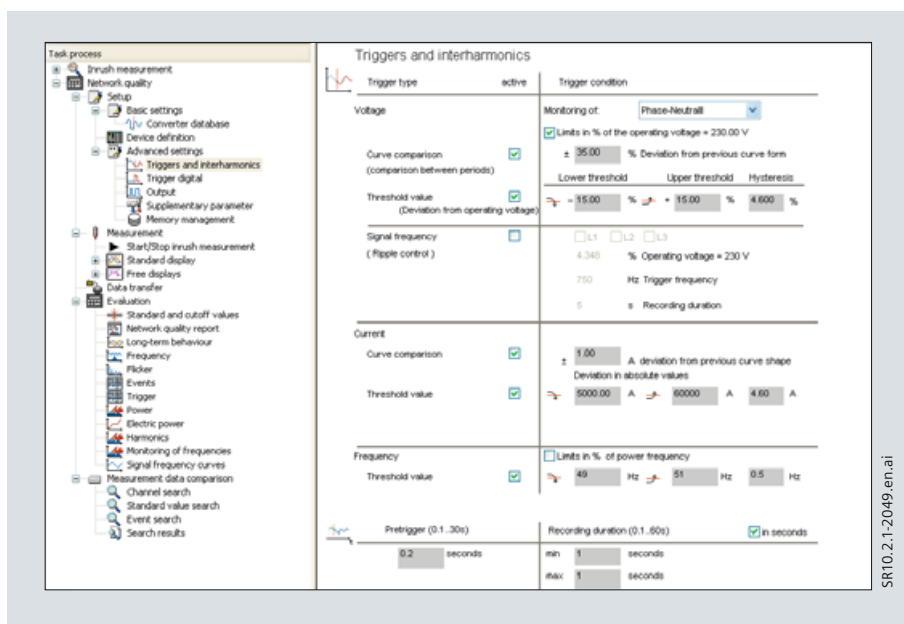 Task process
Inrush measurement
Network quality
Setup
Basic settings
Converter database
Device definition
Advanced settings
Triggers and interharmonics
Trigger digital
Output
Supplementary parameter
Memory management
Measurement
Start/Stop inrush measurement
Standard display
Free displays
Data transfer
Evaluation
Standard and cutoff values
Network quality report
Long-term behaviour
Frequency
Flicker
Events
Trigger
Power
Electric power
Harmonics
Monitoring of frequencies
Signal frequency curves
Measurement data comparison
Channel search
Standard value search
Event search
Search results
Triggers and interharmonics
Trigger type active Trigger condition
Voltage Monitoring of: Phase-Neutrall
Limits in % of the operating voltage = 230.00 V
Curve comparison ± 35.00 % Deviation from previous curve form
(comparison between periods)
Lower threshold Upper threshold Hysteresis
Threshold value - 15.00 % + 15.00 % 4.600 %
(Deviation from operating voltage)
Signal frequency L1 L2 L3
( Ripple control ) 4.348 % Operating voltage = 230 V
750 Hz Trigger frequency
5 s Recording duration
Current
Curve comparison ± 1.00 A deviation from previous curve shape
Deviation in absolute values
Threshold value 5000.00 A 60000 A 4.60 A
Frequency Limits in % of power frequency
Threshold value 49 Hz 51 Hz 0.5 Hz
Pretrigger (0.1..30s) Recording duration (0.1..60s) in seconds
0.2 seconds min 1 seconds
max 1 seconds
SR10.2.1-2049.en.ai